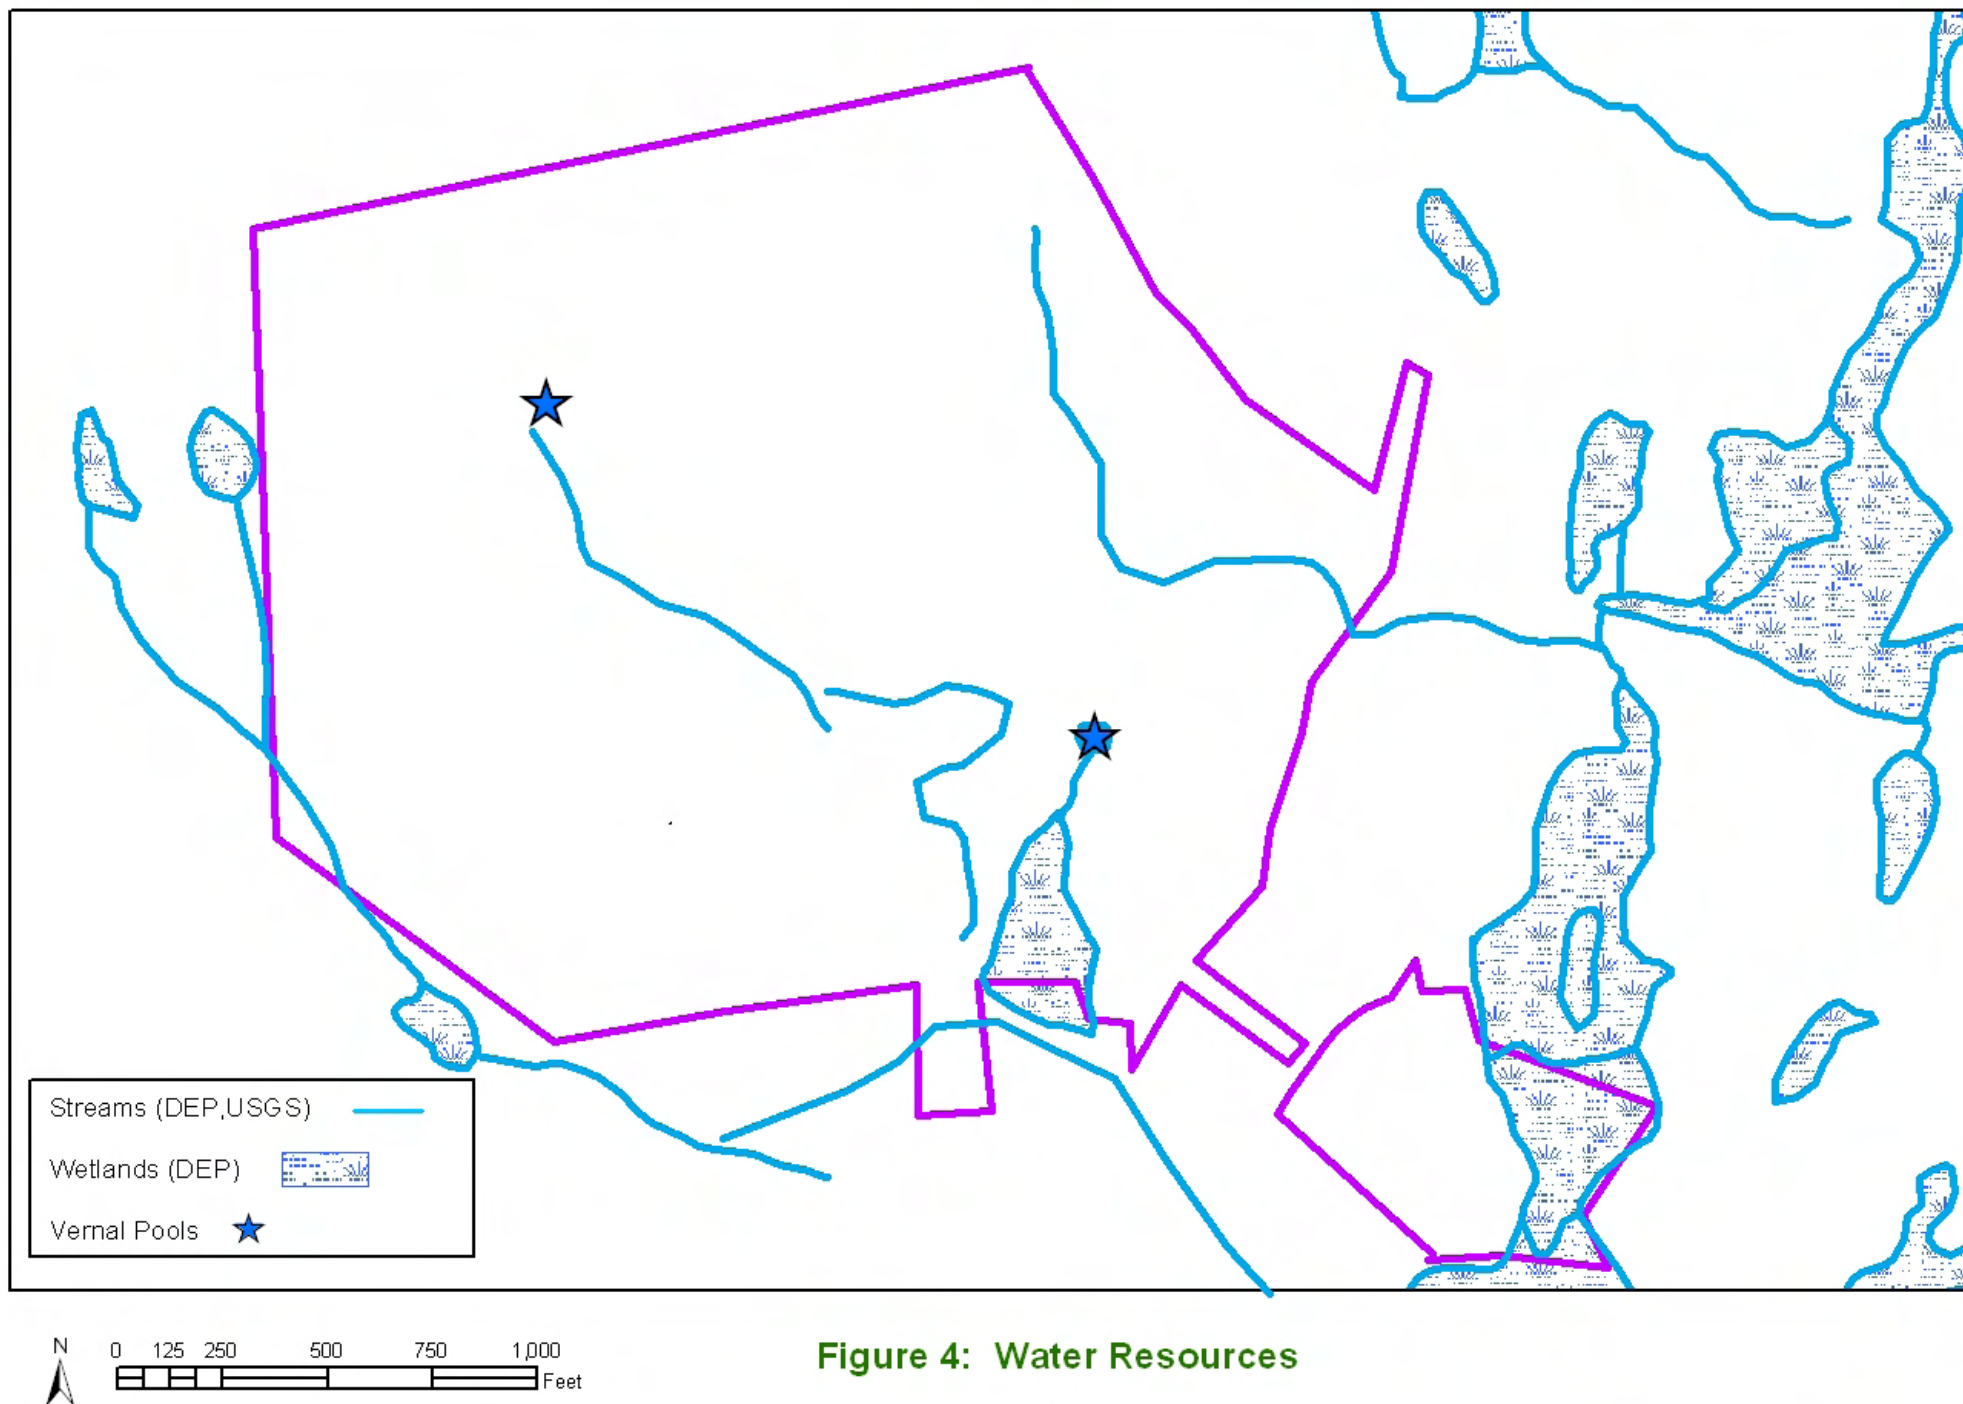 Streams (DEP,USGS)
Wetlands (DEP)
Vernal Pools
N
0 125 250 500 750 1,000
Feet
Figure 4: Water Resources